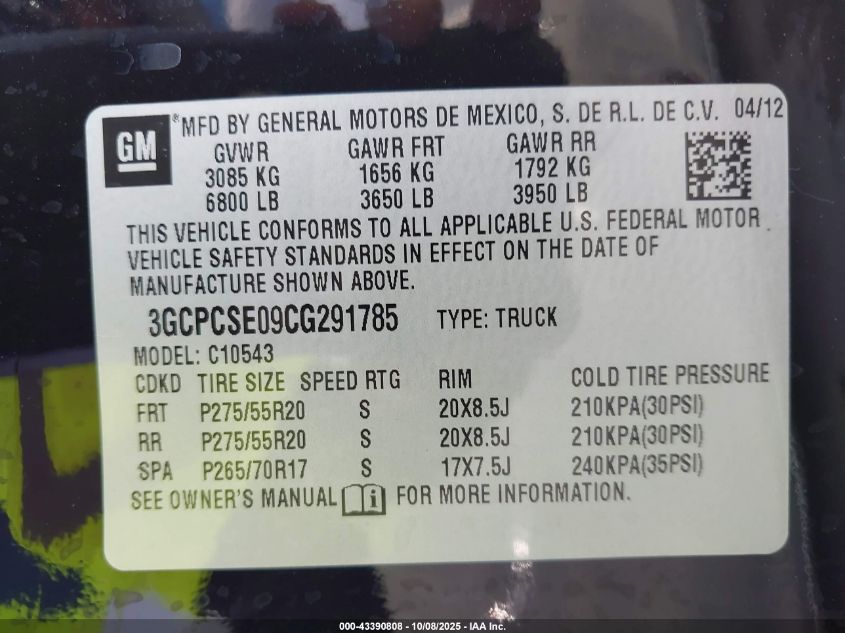 GM ® MFD BY GENERAL MOTORS DE MEXICO, S. DE R.L. DE C.V. 04/12
GVWR GAWR FRT GAWR RR
3085 KG 1656 KG 1792 KG
6800 LB 3650 LB 3950 LB
THIS VEHICLE CONFORMS TO ALL APPLICABLE U.S. FEDERAL MOTOR
VEHICLE SAFETY STANDARDS IN EFFECT ON THE DATE OF
MANUFACTURE SHOWN ABOVE.
3GCPCSE09CG291785 TYPE: TRUCK
MODEL: C10543
CDKD TIRE SIZE SPEED RTG RIM COLD TIRE PRESSURE
FRT P275/55R20 S 20X8.5J 210KPA(30PSI)
RR P275/55R20 S 20X8.5J 210KPA(30PSI)
SPA P265/70R17 S 17X7.5J 240KPA(35PSI)
SEE OWNER'S MANUAL i FOR MORE INFORMATION.
000-43390808 - 10/08/2025 - IAA Inc.